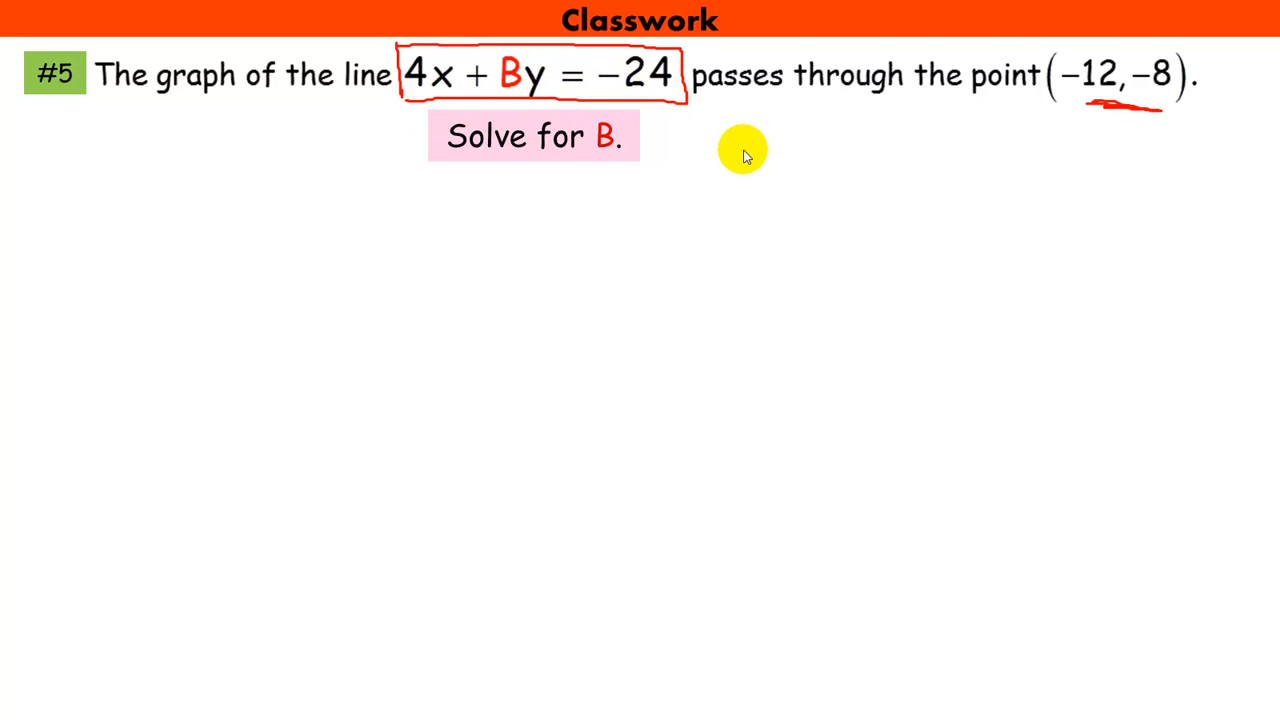 Classwork
#5 The graph of the line 4x + By = −24 passes through the point (−12, −8).
Solve for B.